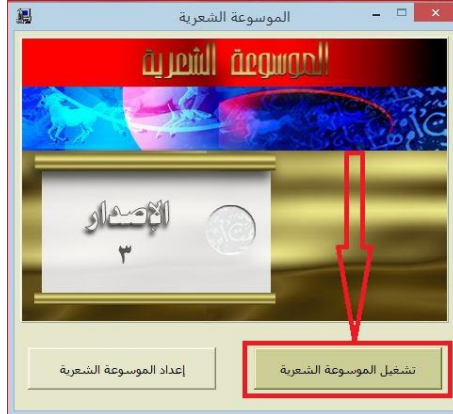 الموسوعة الشعرية
الموسوعة الشعرية
الإصدار
٣
تشغيل الموسوعة الشعرية
إعداد الموسوعة الشعرية